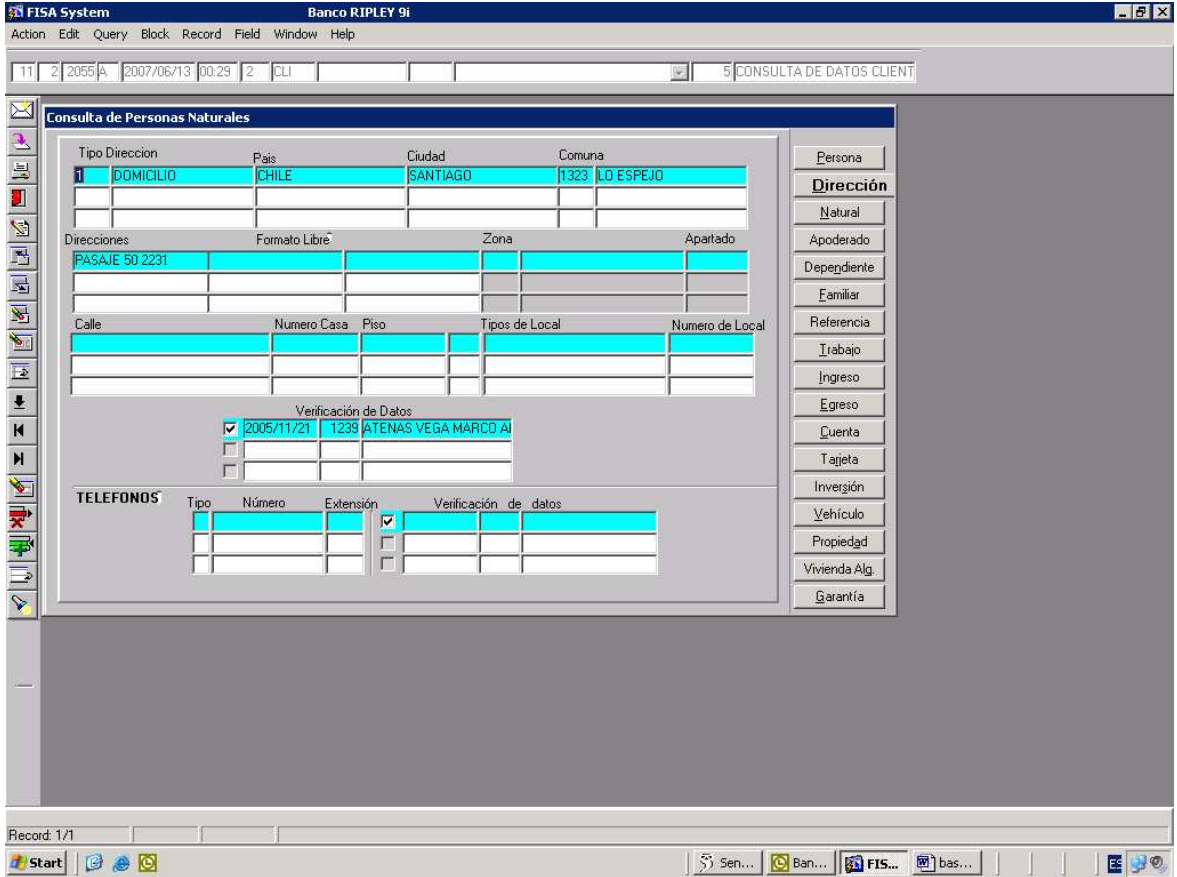 FISA System Banco RIPLEY 9i
Action Edit Query Block Record Field Window Help
11 2 2055 A 2007/06/13 00:29 2 CLI 5 CONSULTA DE DATOS CLIENT
Consulta de Personas Naturales
Tipo Direccion Pais Ciudad Comuna
1 DOMICILIO CHILE SANTIAGO 1323 LO ESPEJO
Direcciones Formato Libre Zona Apartado
PASAJE 50 2231
Calle Numero Casa Piso Tipos de Local Numero de Local
Verificación de Datos
2005/11/21 1239 ATENAS VEGA MARCO A
TELEFONOS Tipo Número Extensión Verificación de datos
Persona
Dirección
Natural
Apoderado
Dependiente
Familiar
Referencia
Trabajo
Ingreso
Egreso
Cuenta
Tarjeta
Inversión
Vehículo
Propiedad
Vivienda Alg.
Garantía
Record: 1/1
Start Sen... Ban... FIS... bas... ES